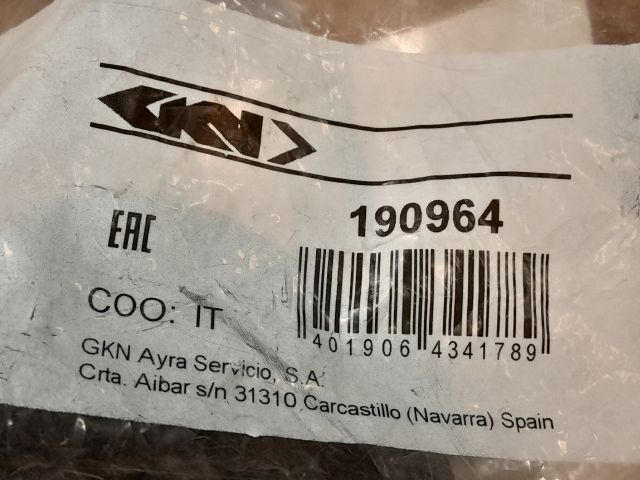 GKN
190964
EAC
COO: IT
401906 4341789
GKN Ayra Servicio, S.A.
Crta. Aibar s/n 31310 Carcastillo (Navarra) Spain